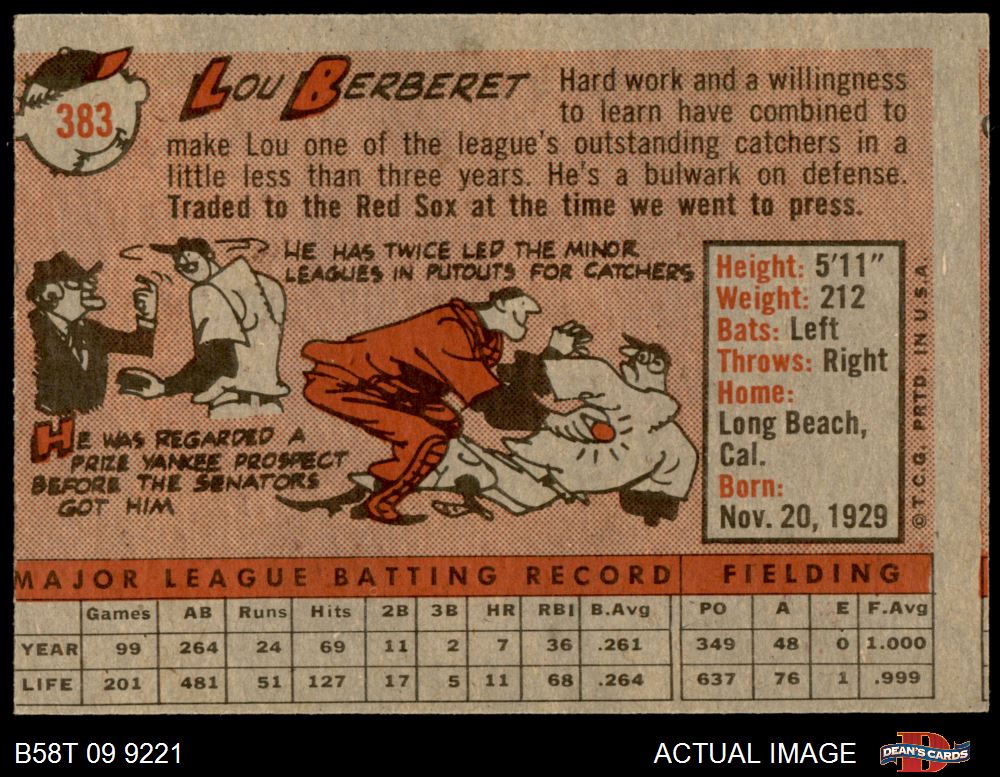 383
LOU BERBERET
Hard work and a willingness
to learn have combined to
make Lou one of the league's outstanding catchers in a
little less than three years. He's a bulwark on defense.
Traded to the Red Sox at the time we went to press.
HE HAS TWICE LED THE MINOR
LEAGUES IN PUTOUTS FOR CATCHERS
HE WAS REGARDED A
PRIZE YANKEE PROSPECT
BEFORE THE SENATORS
GOT HIM
Height: 5'11"
Weight: 212
Bats: Left
Throws: Right
Home:
Long Beach,
Cal.
Born:
Nov. 20, 1929
© T.C.G. PRTD. IN U.S.A.
MAJOR LEAGUE BATTING RECORD FIELDING
Games AB Runs Hits 2B 3B HR RBI B.Avg PO A E F.Avg
YEAR 99 264 24 69 11 2 7 36 .261 349 48 0 1.000
LIFE 201 481 51 127 17 5 11 68 .264 637 76 1 .999
B58T 09 9221
ACTUAL IMAGE
D
DEAN'S CARDS